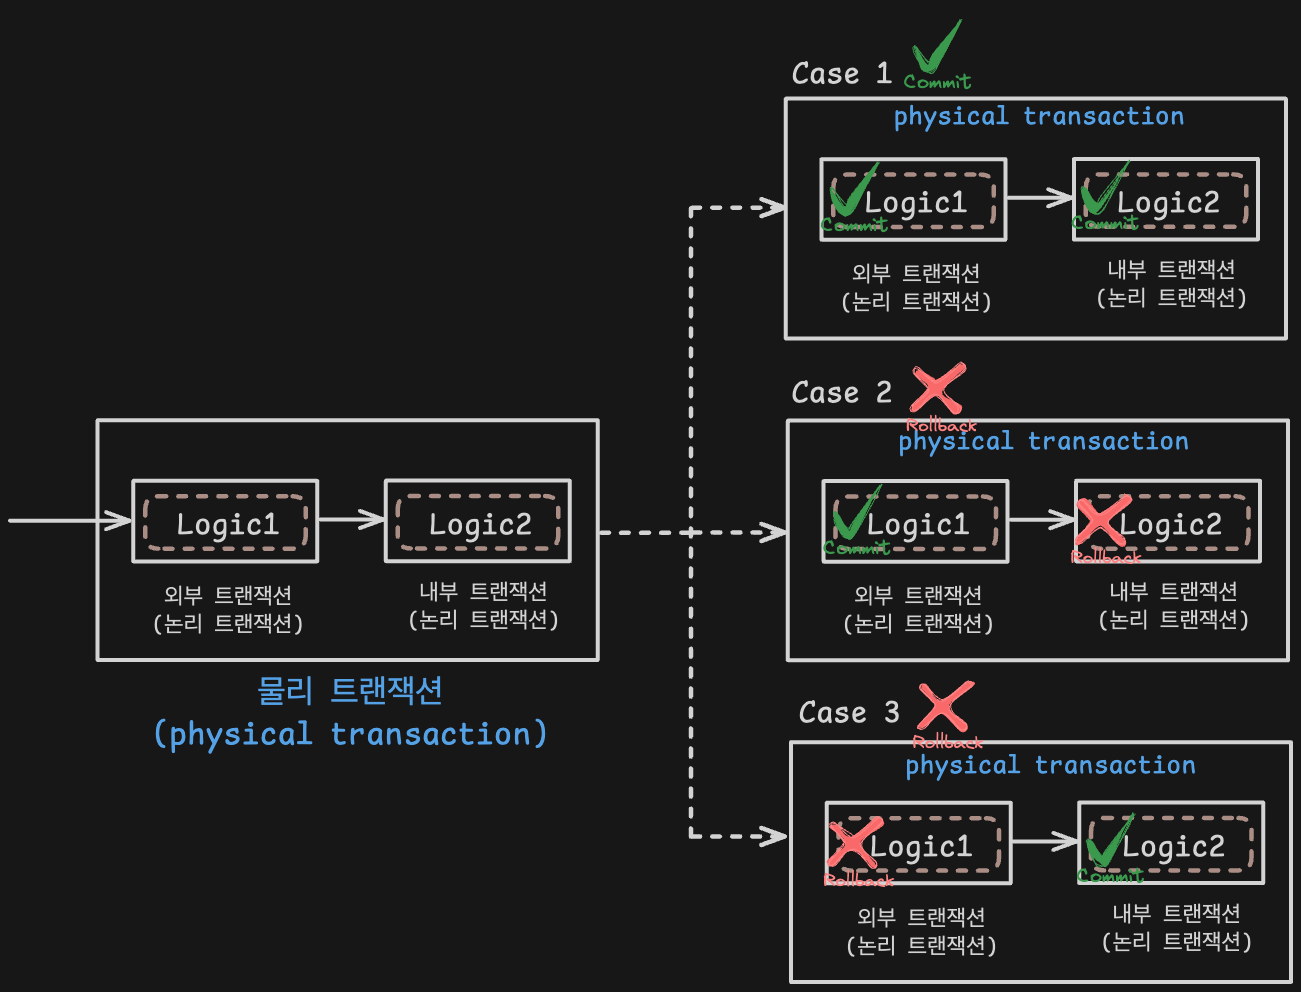 Logic1
Logic2
외부 트랜잭션
(논리 트랜잭션)
내부 트랜잭션
(논리 트랜잭션)
물리 트랜잭션
(physical transaction)
Case 1
Commit
physical transaction
Logic1
Commit
Logic2
Commit
외부 트랜잭션
(논리 트랜잭션)
내부 트랜잭션
(논리 트랜잭션)
Case 2
Rollback
physical transaction
Logic1
Commit
Logic2
Rollback
외부 트랜잭션
(논리 트랜잭션)
내부 트랜잭션
(논리 트랜잭션)
Case 3
Rollback
physical transaction
Logic1
Rollback
Logic2
Commit
외부 트랜잭션
(논리 트랜잭션)
내부 트랜잭션
(논리 트랜잭션)